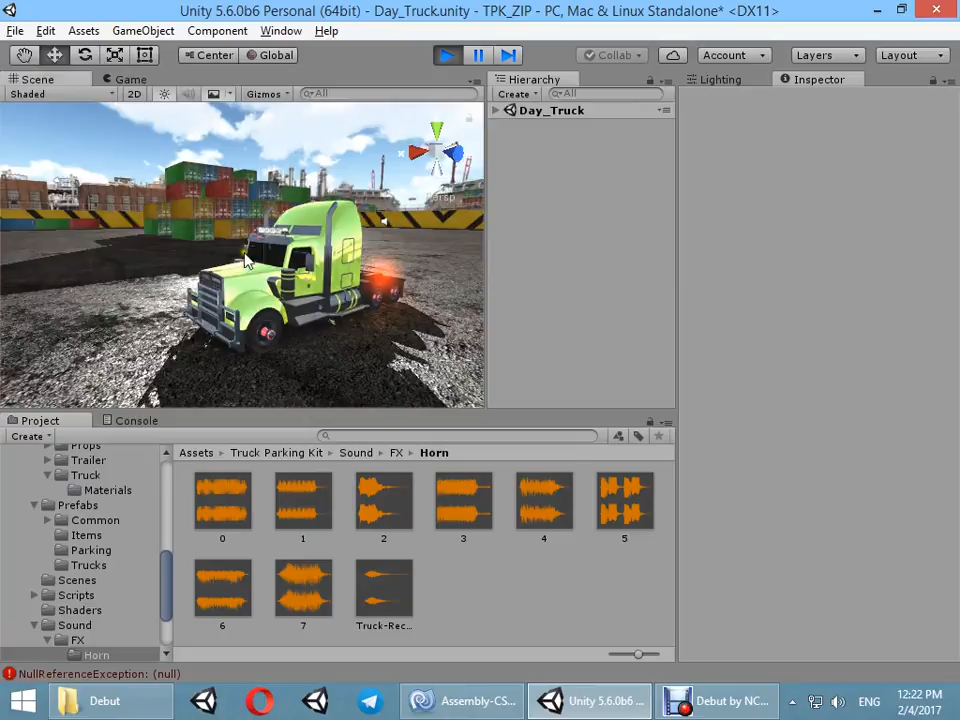 Unity 5.6.0b6 Personal (64bit) - Day_Truck.unity - TPK_ZIP - PC, Mac & Linux Standalone* <DX11>
File Edit Assets GameObject Component Window Help
Center Global Collab Account Layers Layout
Scene Game Hierarchy Lighting Inspector
Shaded 2D Gizmos All Create All
Day_Truck
Persp
Project Console
Create
Props
Trailer
Truck
Materials
Prefabs
Common
Items
Parking
Trucks
Scenes
Scripts
Shaders
Sound
FX
Horn
Assets Truck Parking Kit Sound FX Horn
0 1 2 3 4 5
6 7 Truck-Rec...
NullReferenceException: (null)
Debut Assembly-CS... Unity 5.6.0b6 ... Debut by NC... ENG 12:22 PM
2/4/2017